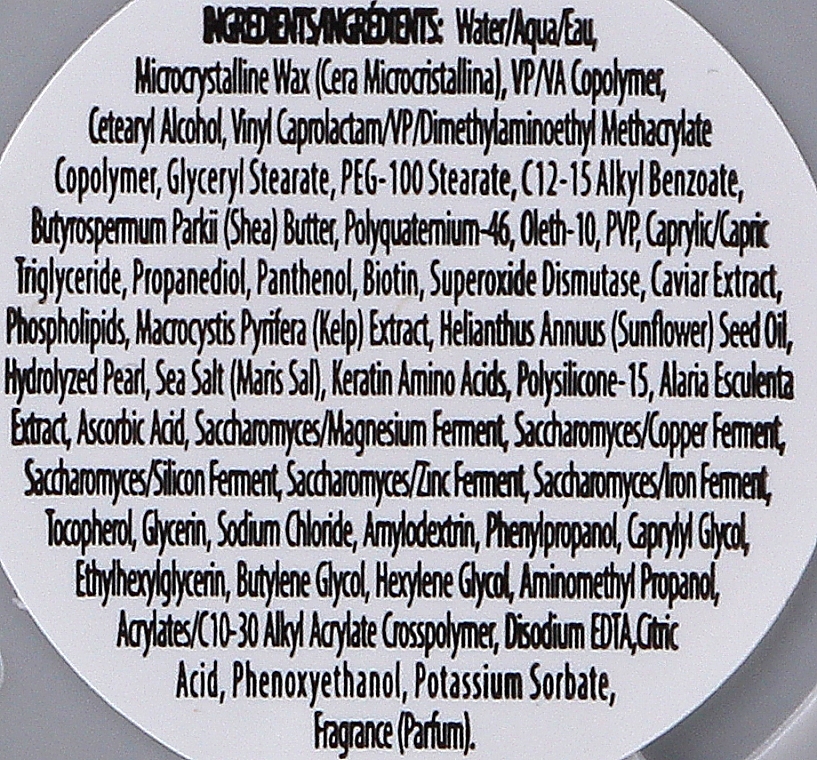 INGREDIENTS/INGRÉDIENTS: Water/Aqua/Eau,
Microcrystalline Wax (Cera Microcristallina), VP/VA Copolymer,
Cetearyl Alcohol, Vinyl Caprolactam/VP/Dimethylaminoethyl Methacrylate
Copolymer, Glyceryl Stearate, PEG-100 Stearate, C12-15 Alkyl Benzoate,
Butyrospermum Parkii (Shea) Butter, Polyquaternium-46, Oleth-10, PVP, Caprylic/Capric
Triglyceride, Propanediol, Panthenol, Biotin, Superoxide Dismutase, Caviar Extract,
Phospholipids, Macrocystis Pyrifera (Kelp) Extract, Helianthus Annuus (Sunflower) Seed Oil,
Hydrolyzed Pearl, Sea Salt (Maris Sal), Keratin Amino Acids, Polysilicone-15, Alaria Esculenta
Extract, Ascorbic Acid, Saccharomyces/Magnesium Ferment, Saccharomyces/Copper Ferment,
Saccharomyces/Silicon Ferment, Saccharomyces/Zinc Ferment, Saccharomyces/Iron Ferment,
Tocopherol, Glycerin, Sodium Chloride, Amylodextrin, Phenylpropanol, Caprylyl Glycol,
Ethylhexylglycerin, Butylene Glycol, Hexylene Glycol, Aminomethyl Propanol,
Acrylates/C10-30 Alkyl Acrylate Crosspolymer, Disodium EDTA,Citric
Acid, Phenoxyethanol, Potassium Sorbate,
Fragrance (Parfum).